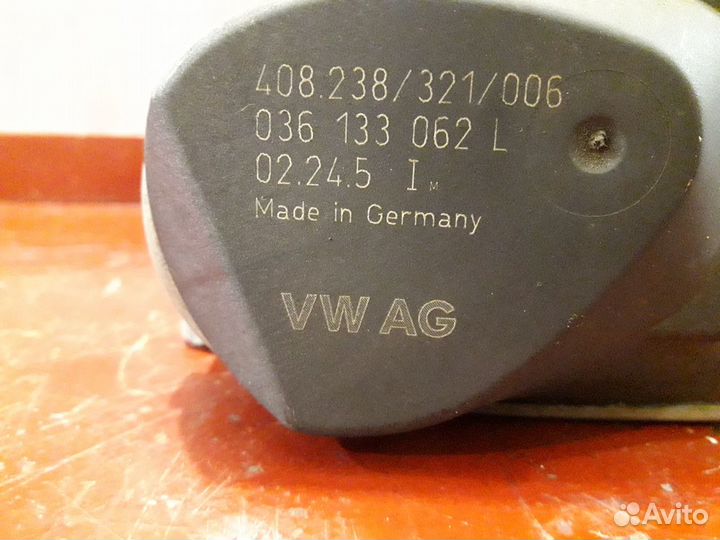 408.238/321/006
036 133 062 L
02.24.5 I M
Made in Germany
VW AG
Avito